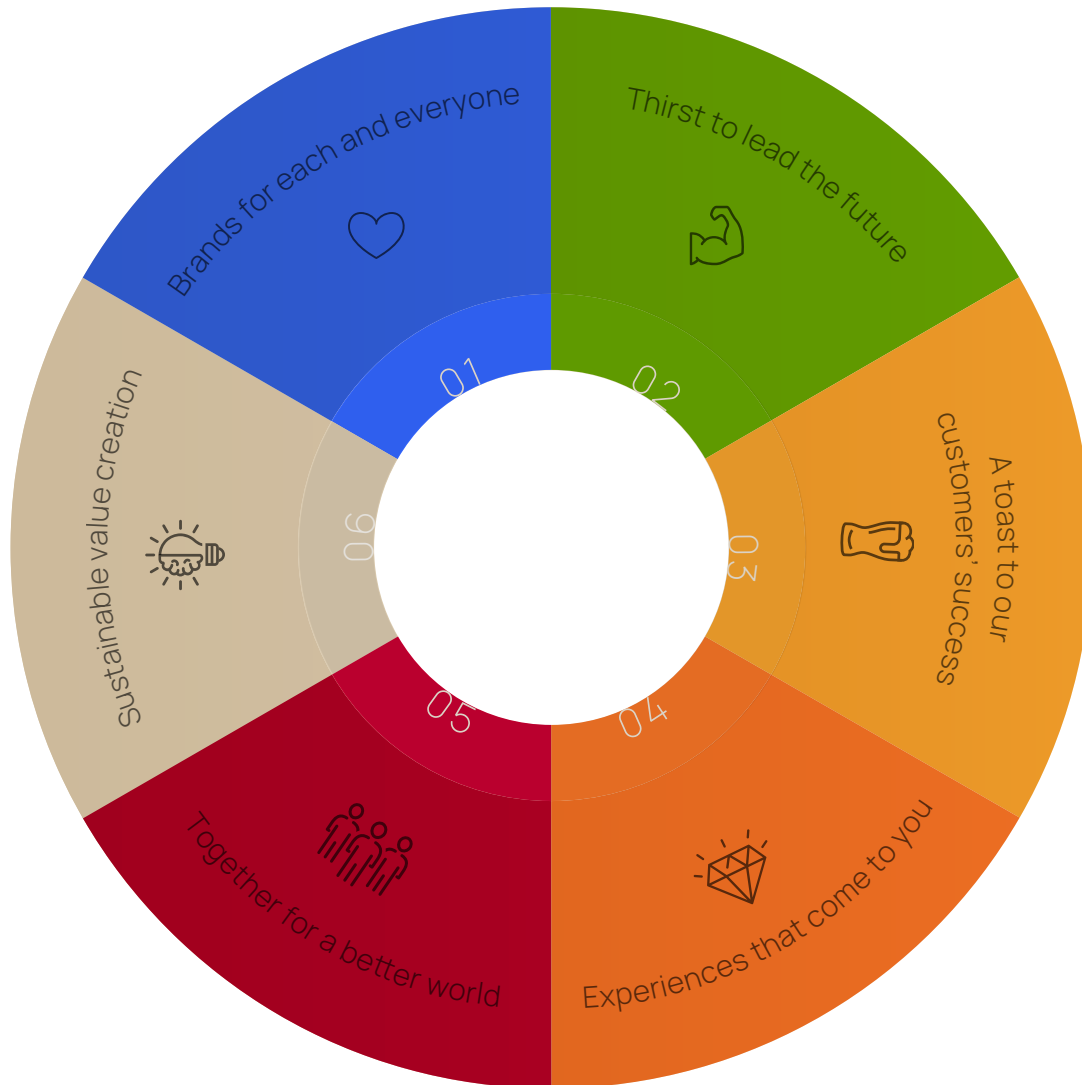 01
Brands for each and everyone
02
Thirst to lead the future
03
A toast to our
customers’ success
04
Experiences that come to you
05
Together for a better world
06
Sustainable value creation